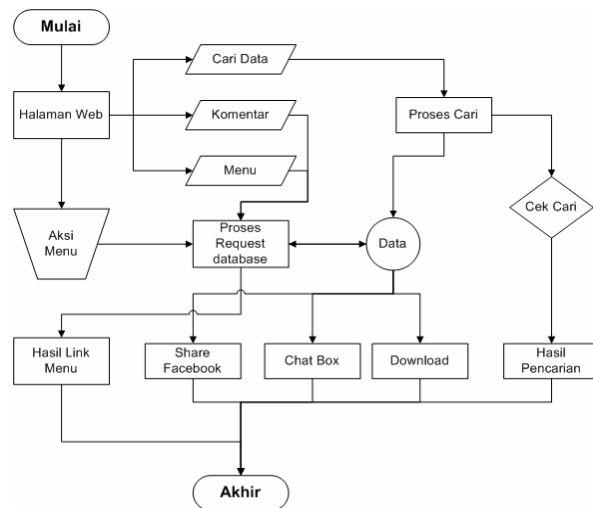 Mulai
Cari Data
Halaman Web
Komentar
Proses Cari
Menu
Aksi
Menu
Proses
Request
database
Data
Cek Cari
Hasil Link
Menu
Share
Facebook
Chat Box
Download
Hasil
Pencarian
Akhir